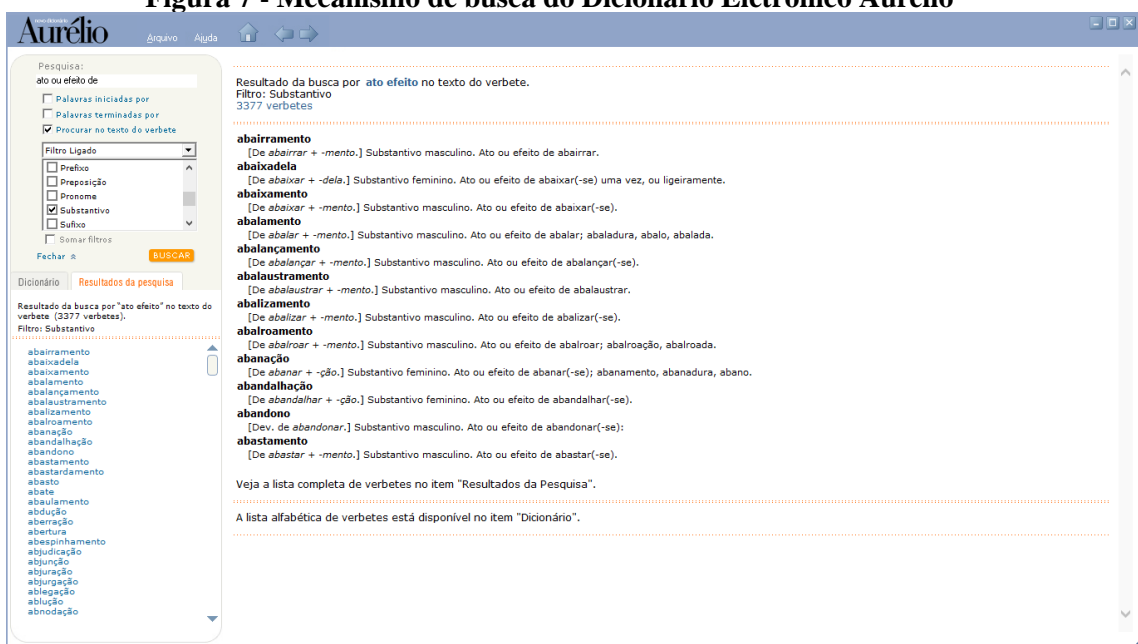 Figura 7 - Mecanismo de busca do Dicionário Eletrônico Aurélio
novo dicionário
Aurélio
Arquivo Ajuda
Pesquisa:
ato ou efeito de
Palavras iniciadas por
Palavras terminadas por
Procurar no texto do verbete
Filtro Ligado
Prefixo
Preposição
Pronome
Substantivo
Sufixo
Somar filtros
Fechar
BUSCAR
Dicionário
Resultados da pesquisa
Resultado da busca por "ato efeito" no texto do
verbete (3377 verbetes).
Filtro: Substantivo
abairramento
abaixadela
abaixamento
abalamento
abalançamento
abalaustramento
abalizamento
abalroamento
abanação
abandalhação
abandono
abastamento
abastardamento
abasto
abate
abaulamento
abdução
aberração
abertura
abespinhamento
abjudicação
abjunção
abjuração
abjurgação
ablegação
ablução
abnodação
Resultado da busca por ato efeito no texto do verbete.
Filtro: Substantivo
3377 verbetes
abairramento
[De abairrar + -mento.] Substantivo masculino. Ato ou efeito de abairrar.
abaixadela
[De abaixar + -dela.] Substantivo feminino. Ato ou efeito de abaixar(-se) uma vez, ou ligeiramente.
abaixamento
[De abaixar + -mento.] Substantivo masculino. Ato ou efeito de abaixar(-se).
abalamento
[De abalar + -mento.] Substantivo masculino. Ato ou efeito de abalar; abaladura, abalo, abalada.
abalançamento
[De abalançar + -mento.] Substantivo masculino. Ato ou efeito de abalançar(-se).
abalaustramento
[De abalaustrar + -mento.] Substantivo masculino. Ato ou efeito de abalaustrar.
abalizamento
[De abalizar + -mento.] Substantivo masculino. Ato ou efeito de abalizar(-se).
abalroamento
[De abalroar + -mento.] Substantivo masculino. Ato ou efeito de abalroar; abalroação, abalroada.
abanação
[De abanar + -ção.] Substantivo feminino. Ato ou efeito de abanar(-se); abanamento, abanadura, abano.
abandalhação
[De abandalhar + -ção.] Substantivo feminino. Ato ou efeito de abandalhar(-se).
abandono
[Dev. de abandonar.] Substantivo masculino. Ato ou efeito de abandonar(-se):
abastamento
[De abastar + -mento.] Substantivo masculino. Ato ou efeito de abastar(-se).
Veja a lista completa de verbetes no item "Resultados da Pesquisa".
A lista alfabética de verbetes está disponível no item "Dicionário".